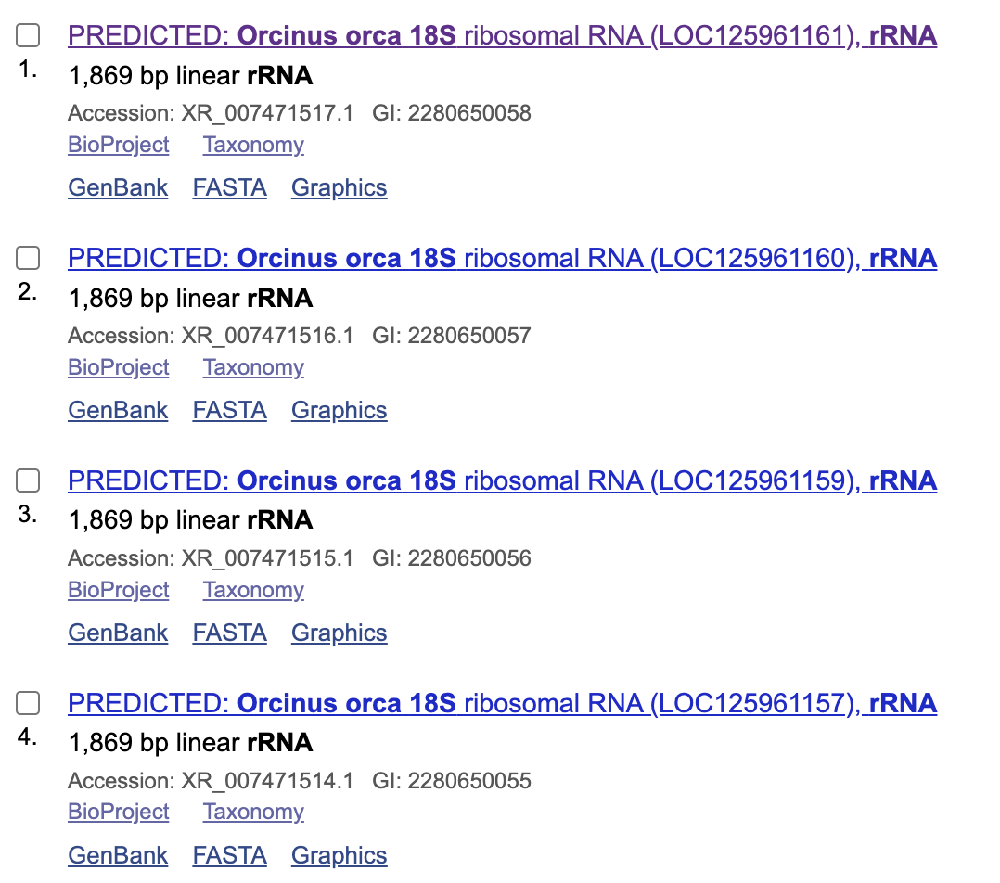 PREDICTED: Orcinus orca 18S ribosomal RNA (LOC125961161), rRNA
1.
1,869 bp linear rRNA
Accession: XR_007471517.1 GI: 2280650058
BioProject Taxonomy
GenBank FASTA Graphics
PREDICTED: Orcinus orca 18S ribosomal RNA (LOC125961160), rRNA
2.
1,869 bp linear rRNA
Accession: XR_007471516.1 GI: 2280650057
BioProject Taxonomy
GenBank FASTA Graphics
PREDICTED: Orcinus orca 18S ribosomal RNA (LOC125961159), rRNA
3.
1,869 bp linear rRNA
Accession: XR_007471515.1 GI: 2280650056
BioProject Taxonomy
GenBank FASTA Graphics
PREDICTED: Orcinus orca 18S ribosomal RNA (LOC125961157), rRNA
4.
1,869 bp linear rRNA
Accession: XR_007471514.1 GI: 2280650055
BioProject Taxonomy
GenBank FASTA Graphics